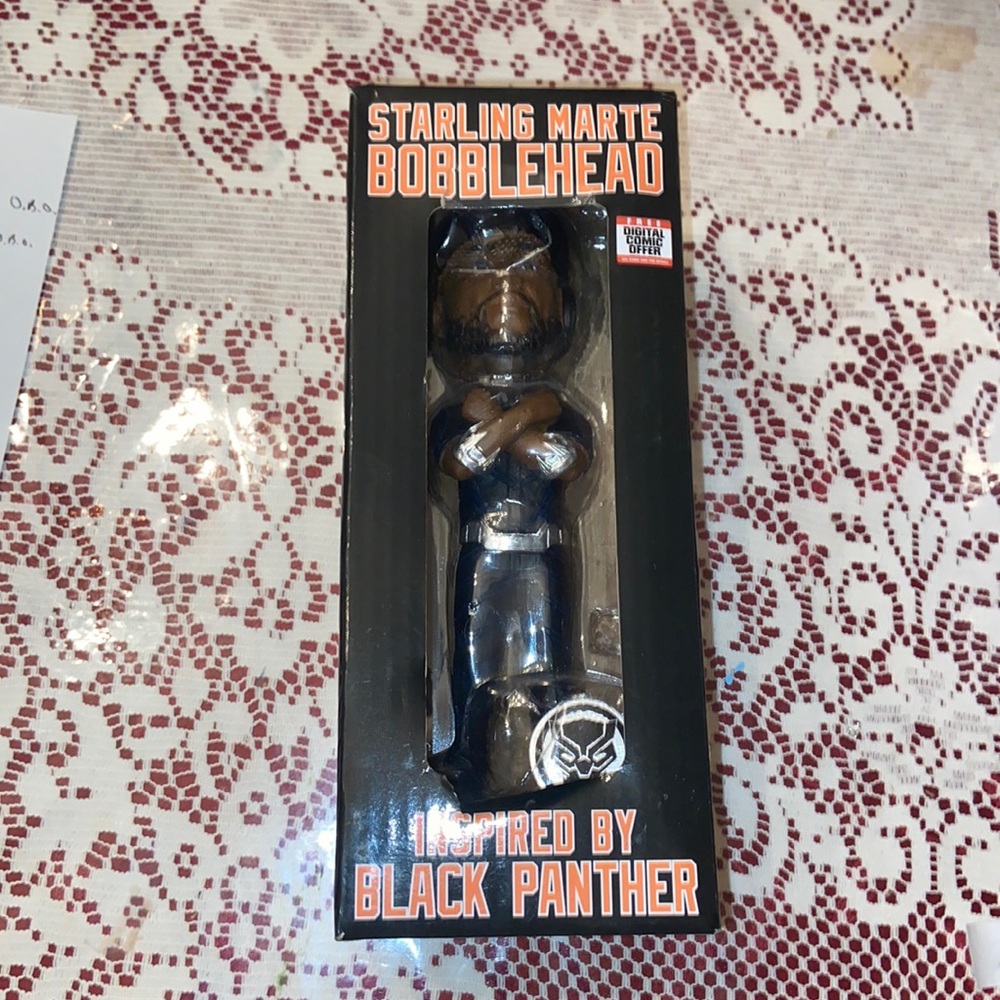 STARLING MARTE
BOBBLEHEAD
FREE
DIGITAL
COMIC
OFFER
O.B.O.
INSPIRED BY
BLACK PANTHER